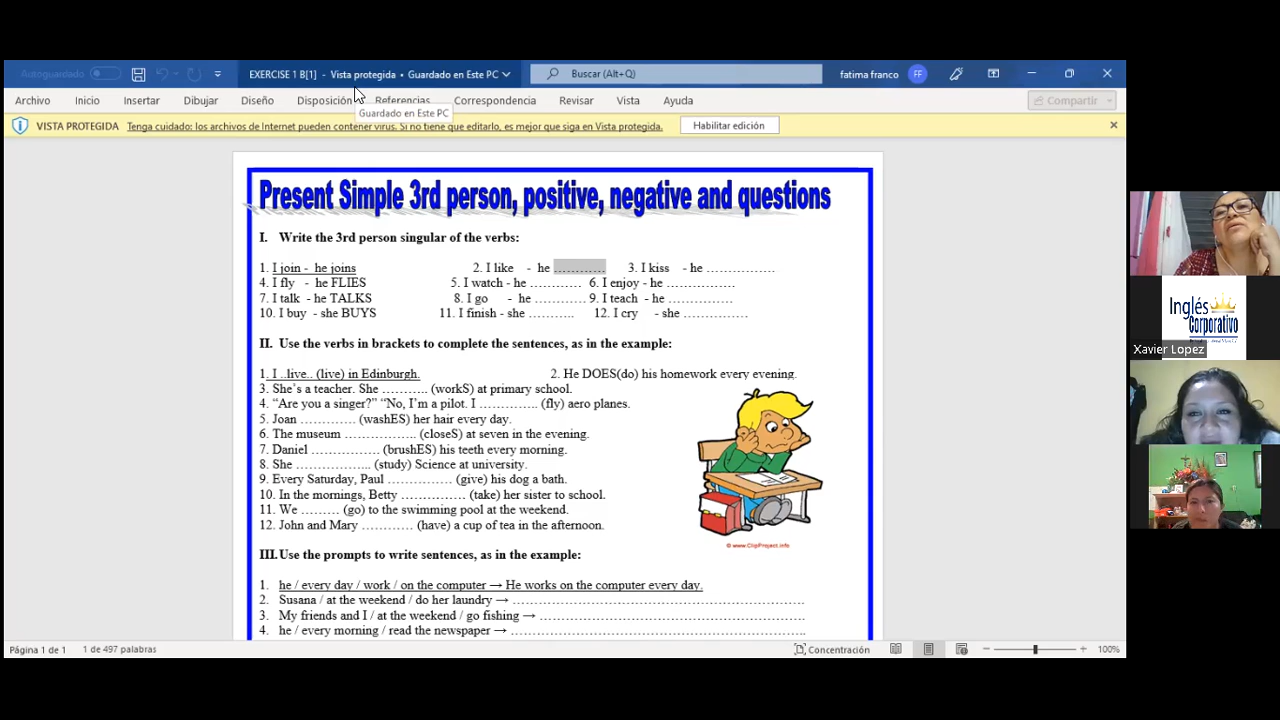 Autoguardado
EXERCISE 1 B[1] - Vista protegida • Guardado en Este PC
Buscar (Alt+Q)
fatima franco FF
Archivo Inicio Insertar Dibujar Diseño Disposición Referencias Correspondencia Revisar Vista Ayuda Compartir
Guardado en Este PC
VISTA PROTEGIDA Tenga cuidado: los archivos de Internet pueden contener virus. Si no tiene que editarlo, es mejor que siga en Vista protegida. Habilitar edición
Present Simple 3rd person, positive, negative and questions
I. Write the 3rd person singular of the verbs:
1. I join - he joins 2. I like - he ………… 3. I kiss - he ……………
4. I fly - he FLIES 5. I watch - he ………… 6. I enjoy - he ……………
7. I talk - he TALKS 8. I go - he ………… 9. I teach - he ……………
10. I buy - she BUYS 11. I finish - she ……….. 12. I cry - she ……………
II. Use the verbs in brackets to complete the sentences, as in the example:
1. I ..live.. (live) in Edinburgh. 2. He DOES(do) his homework every evening.
3. She's a teacher. She ……….. (workS) at primary school.
4. “Are you a singer?” “No, I'm a pilot. I ………….. (fly) aero planes.
5. Joan ………… (washES) her hair every day.
6. The museum …………….. (closeS) at seven in the evening.
7. Daniel ……………. (brushES) his teeth every morning.
8. She ……………….. (study) Science at university.
9. Every Saturday, Paul ……………. (give) his dog a bath.
10. In the mornings, Betty …………… (take) her sister to school.
11. We ……… (go) to the swimming pool at the weekend.
12. John and Mary ………… (have) a cup of tea in the afternoon.
© www.ClipProject.info
III. Use the prompts to write sentences, as in the example:
1. he / every day / work / on the computer → He works on the computer every day.
2. Susana / at the weekend / do her laundry → ……………………………………………………
3. My friends and I / at the weekend / go fishing → ………………………………………………
4. he / every morning / read the newspaper → …………………………………………………..
Página 1 de 1 1 de 497 palabras Concentración 100%
Inglés
Corporativo
Xavier Lopez